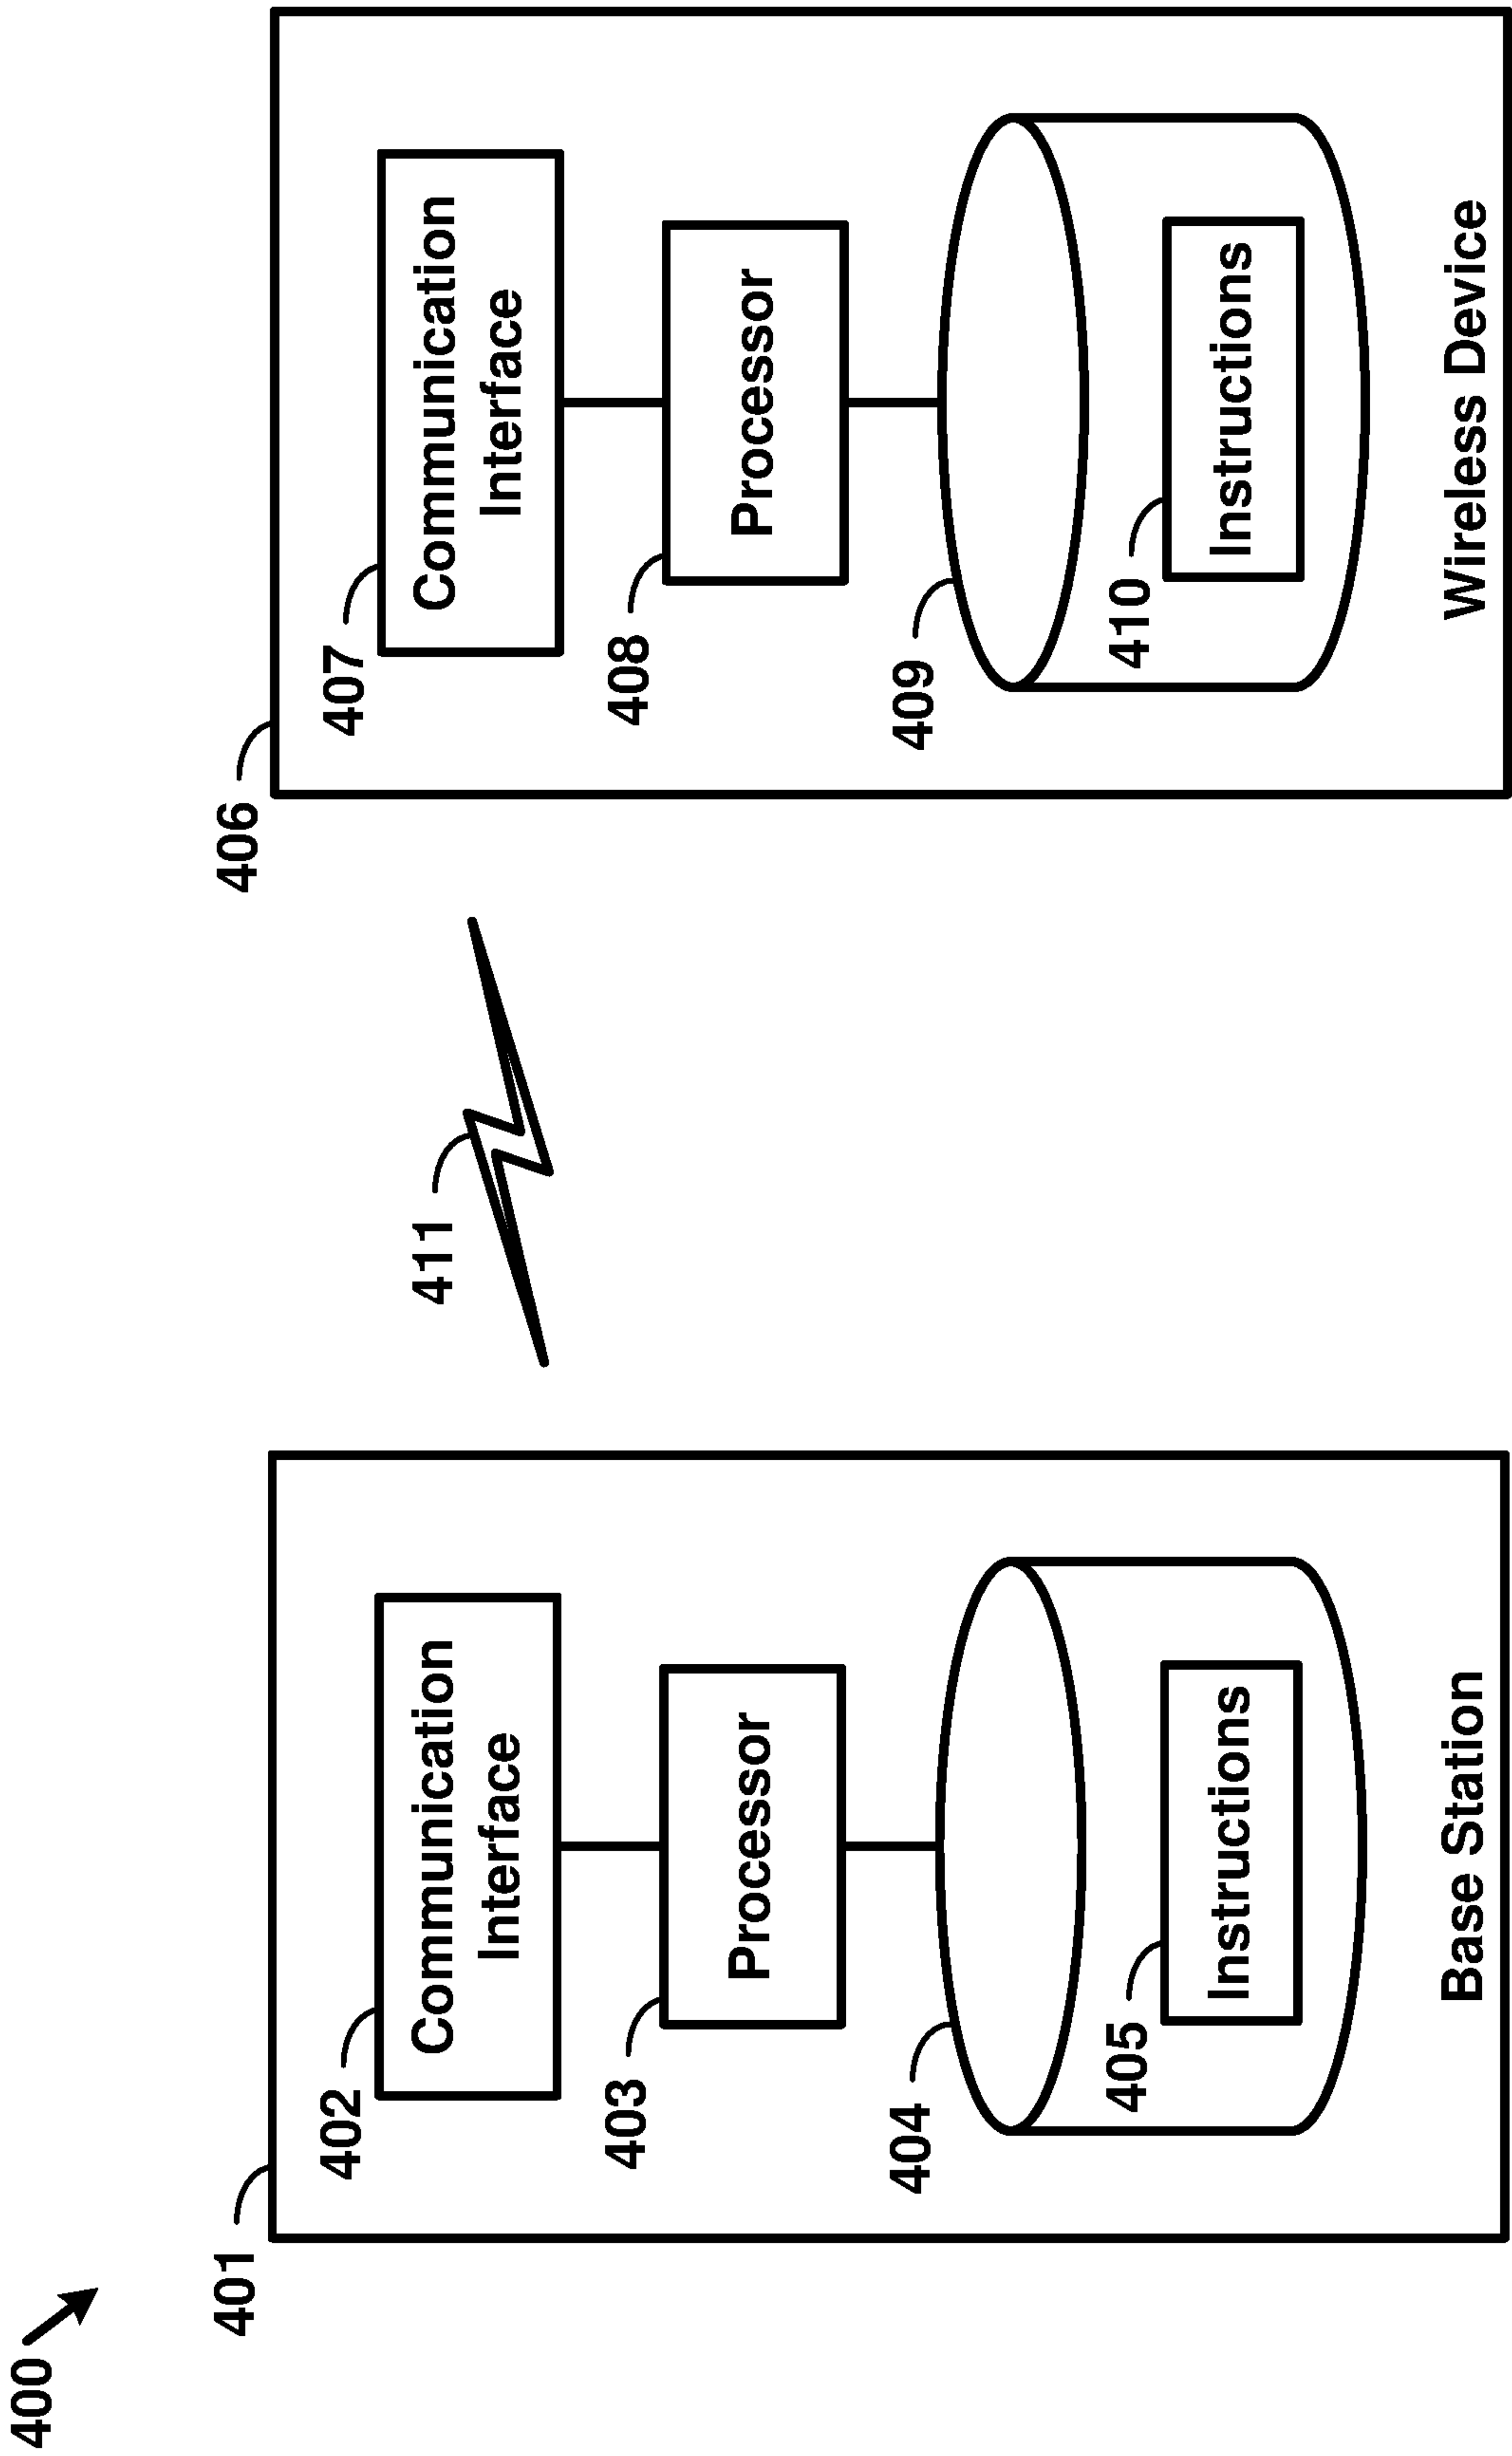 400
401
402
Communication
Interface
403
Processor
404
405
Instructions
Base Station
411
406
407
Communication
Interface
408
Processor
409
410
Instructions
Wireless Device